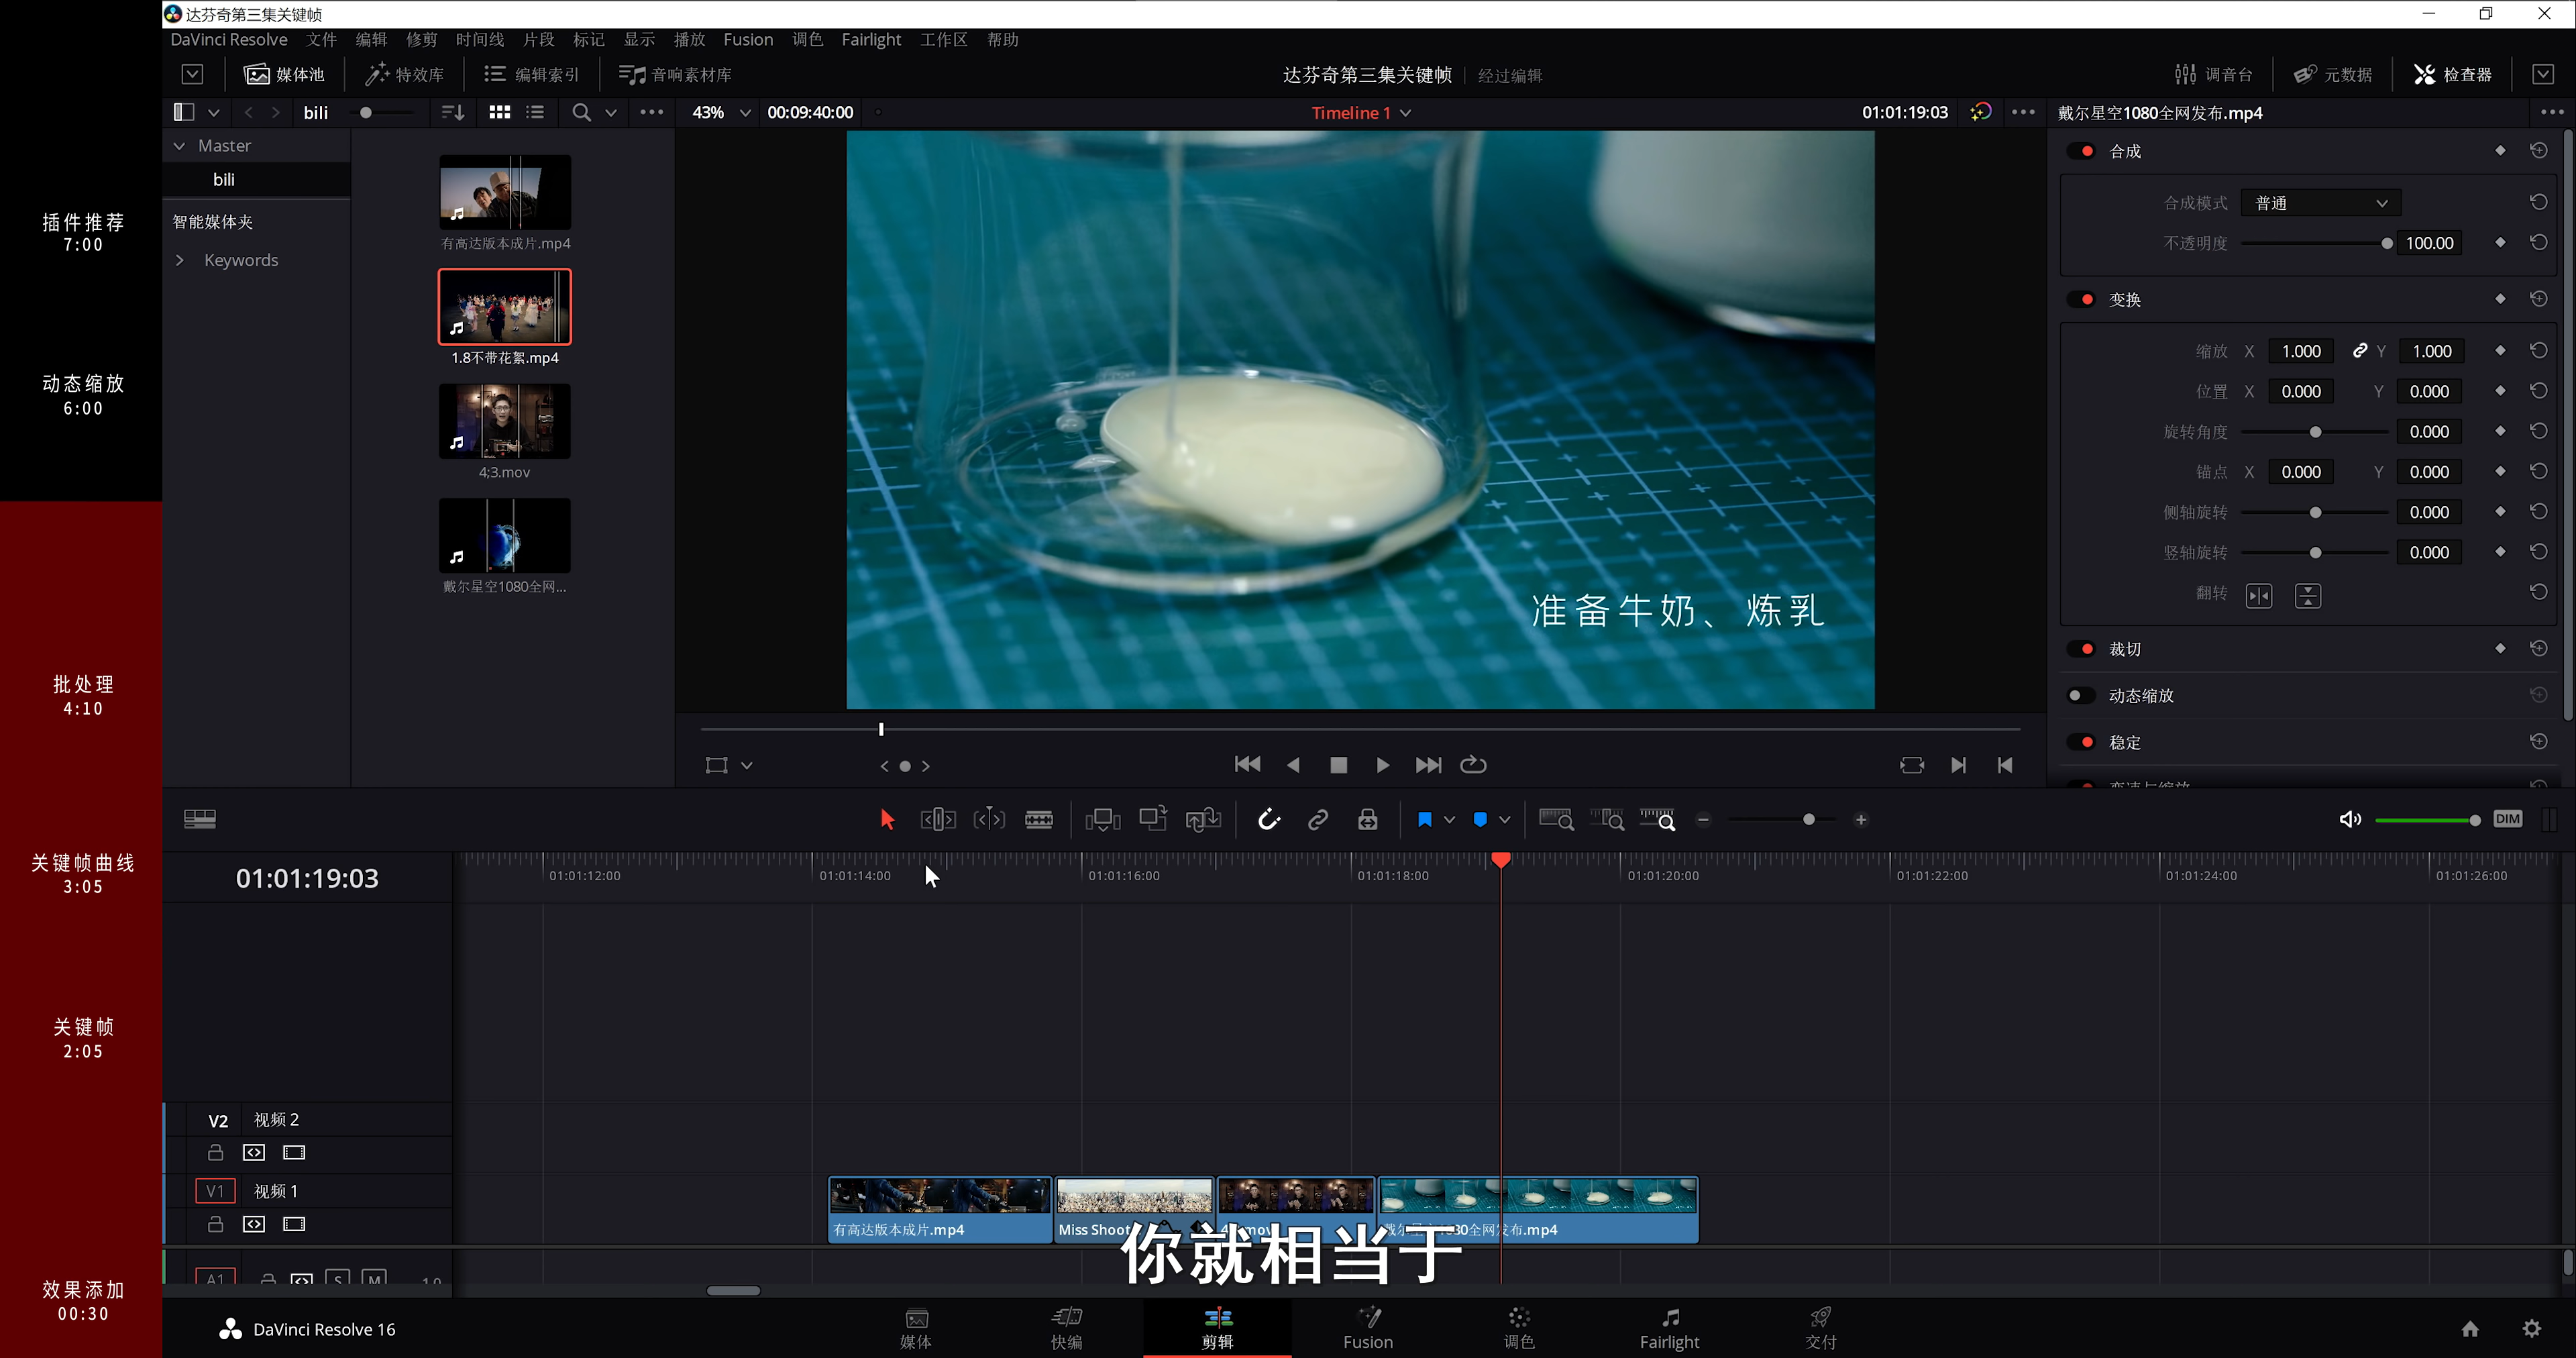 达芬奇第三集关键帧
DaVinci Resolve 文件 编辑 修剪 时间线 片段 标记 显示 播放 Fusion 调色 Fairlight 工作区 帮助
媒体池 特效库 编辑索引 音响素材库 达芬奇第三集关键帧 经过编辑 调音台 元数据 检查器
bili 43% 00:09:40:00 Timeline 1 01:01:19:03 戴尔星空1080全网发布.mp4
Master
bili
智能媒体夹
Keywords
有高达版本成片.mp4
1.8不带花絮.mp4
4;3.mov
戴尔星空1080全网...
准备牛奶、炼乳
合成
合成模式 普通
不透明度 100.00
变换
缩放 X 1.000 Y 1.000
位置 X 0.000 Y 0.000
旋转角度 0.000
锚点 X 0.000 Y 0.000
侧轴旋转 0.000
竖轴旋转 0.000
翻转
裁切
动态缩放
稳定
插件推荐
7:00
动态缩放
6:00
批处理
4:10
关键帧曲线
3:05
关键帧
2:05
效果添加
00:30
DIM
01:01:19:03
01:01:12:00 01:01:14:00 01:01:16:00 01:01:18:00 01:01:20:00 01:01:22:00 01:01:24:00 01:01:26:00
V2 视频 2
V1 视频 1
有高达版本成片.mp4 Miss Shoot
A1 S M 1.0
你就相当于
DaVinci Resolve 16
媒体 快编 剪辑 Fusion 调色 Fairlight 交付